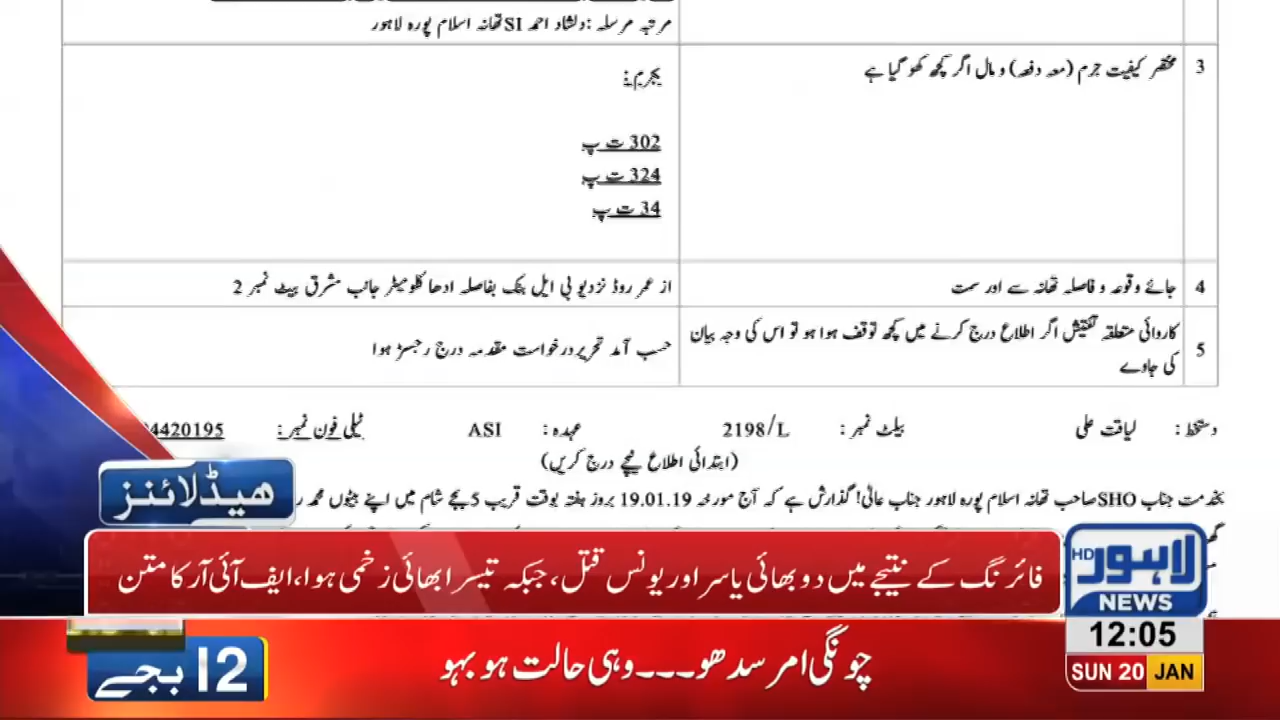 مرتبہ مرسلہ :دلشاد احمد SI تھانہ اسلام پورہ لاہور
3 مختصر کیفیت جرم (معہ دفعہ) و مال اگر کچھ کھو گیا ہے
بجرم:
302 ت پ
324 ت پ
34 ت پ
4 جائے وقوعہ و فاصلہ تھانہ سے اور سمت
از عمر روڈ نزدیو بی ایل بنک بفاصلہ ادھا کلومیٹر جانب مشرق بیٹ نمبر 2
5 کاروائی متعلقہ تفتیش اگر اطلاع درج کرنے میں کچھ توقف ہوا ہو تو اس کی وجہ بیان
کی جاوے
حسب آمد تحریر درخواست مقدمہ درج رجسڑ ہوا
دستخط: لیاقت علی بیلٹ نمبر: 2198/L عہدہ: ASI ٹیلی فون نمبر: 4420195
(ابتدائی اطلاع نیچے درج کریں)
بخدمت جناب SHO صاحب تھانہ اسلام پورہ لاہور جناب عالی! گذارش ہے کہ آج مورخہ 19.01.19 بروز ہفتہ بوقت قریب 5 بجے شام میں اپنے بیٹوں محمد
ھیڈلائنز
فائرنگ کے نتیجے میں دو بھائی یاسر اور یونس قتل، جبکہ تیسرا بھائی زخمی ہوا، ایف آئی آر کا متن
لاہور HD
NEWS
12:05
SUN 20 JAN
چونگی امر سدھو۔۔۔وہی حالت ہو بہو
12 بجے